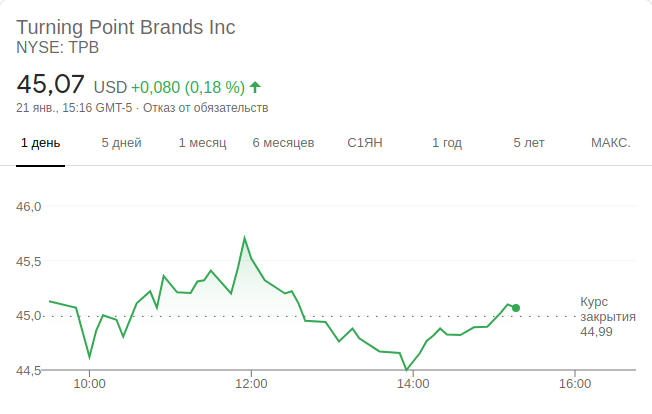 Turning Point Brands Inc
NYSE: TPB
45,07 USD +0,080 (0,18 %)
21 янв., 15:16 GMT-5 · Отказ от обязательств
1 день 5 дней 1 месяц 6 месяцев С1ЯН 1 год 5 лет МАКС.
46,0
45,5
45,0
44,5
Курс
закрытия
44,99
10:00 12:00 14:00 16:00